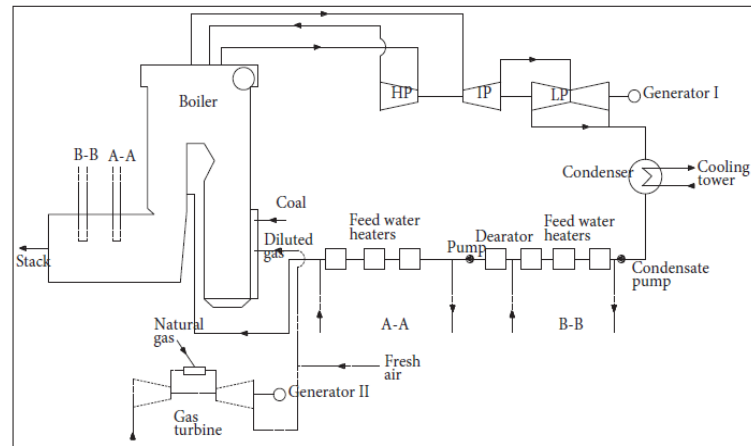 Boiler
HP
IP
LP
Generator I
B-B
A-A
Condenser
Cooling
tower
Coal
Diluted
gas
Feed water
heaters
Pump
Dearator
Feed water
heaters
Condensate
pump
Stack
A-A
B-B
Natural
gas
Fresh
air
Generator II
Gas
turbine